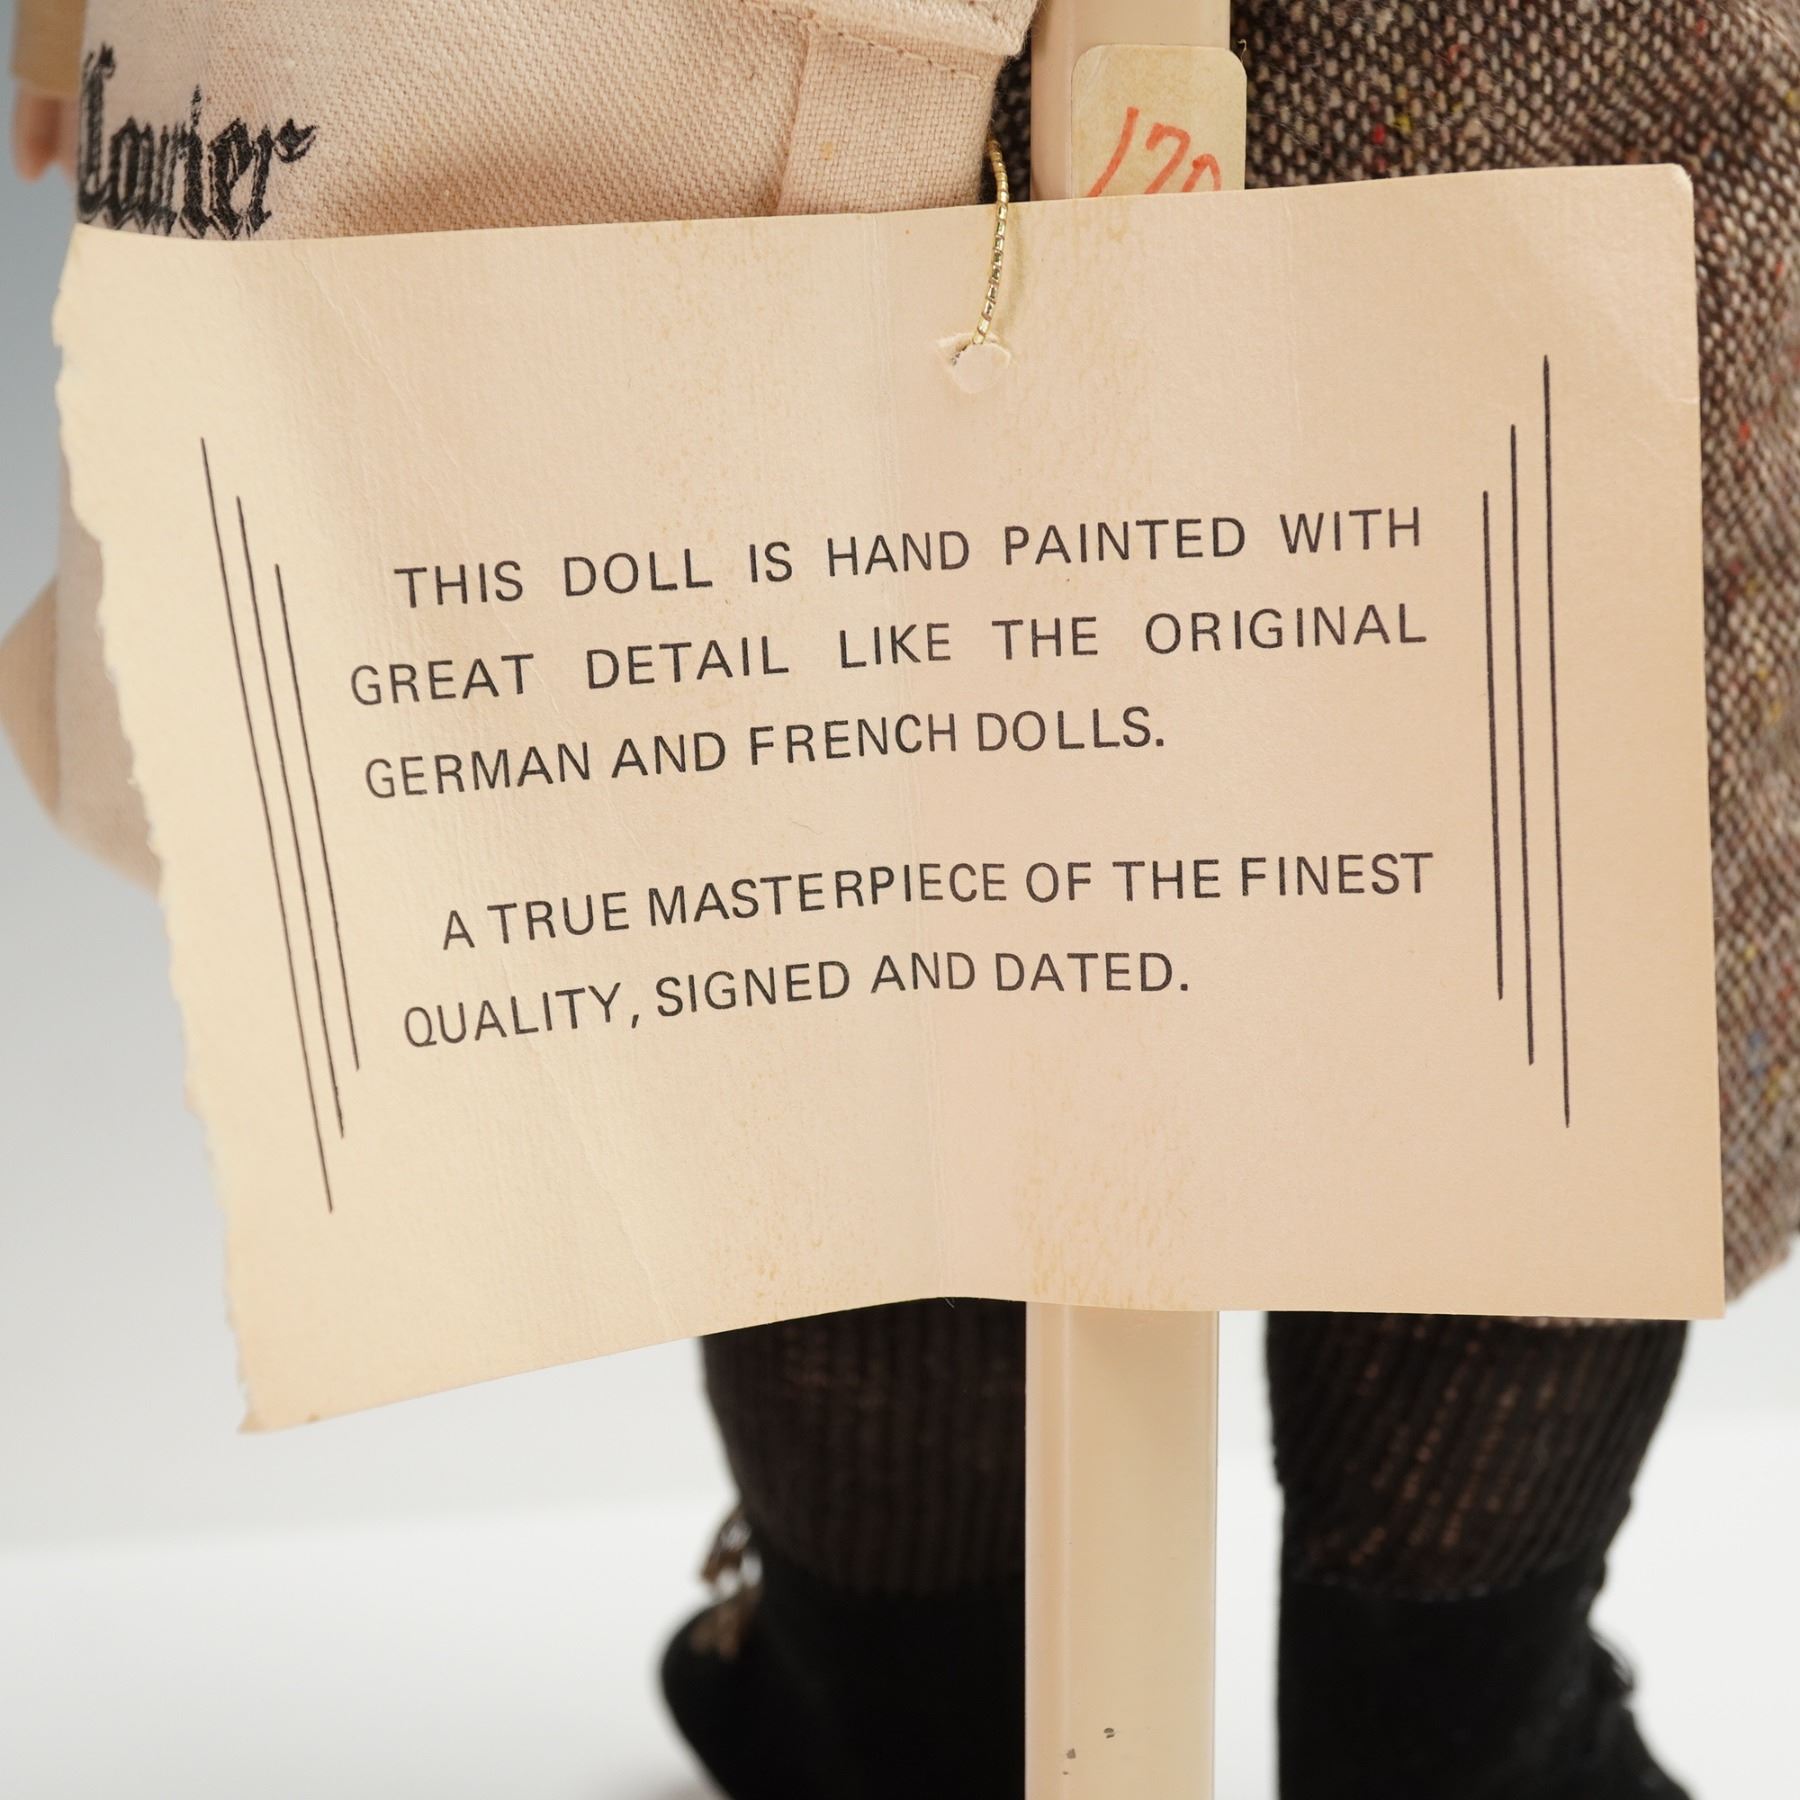 Courier
120
THIS DOLL IS HAND PAINTED WITH
GREAT DETAIL LIKE THE ORIGINAL
GERMAN AND FRENCH DOLLS.
A TRUE MASTERPIECE OF THE FINEST
QUALITY, SIGNED AND DATED.